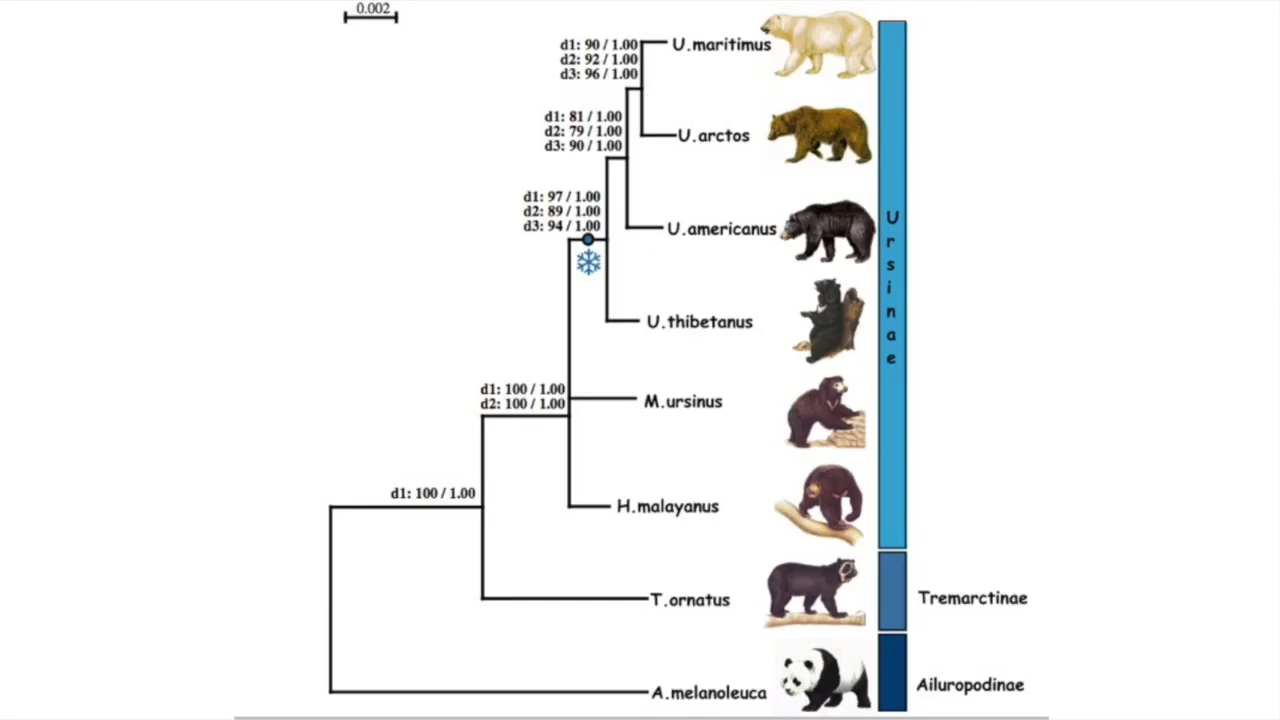 0.002
d1: 90 / 1.00
d2: 92 / 1.00
d3: 96 / 1.00
U.maritimus
d1: 81 / 1.00
d2: 79 / 1.00
d3: 90 / 1.00
U.arctos
d1: 97 / 1.00
d2: 89 / 1.00
d3: 94 / 1.00
U.americanus
U.thibetanus
Ursinae
d1: 100 / 1.00
d2: 100 / 1.00
M.ursinus
d1: 100 / 1.00
H.malayanus
T.ornatus
Tremarctinae
A.melanoleuca
Ailuropodinae